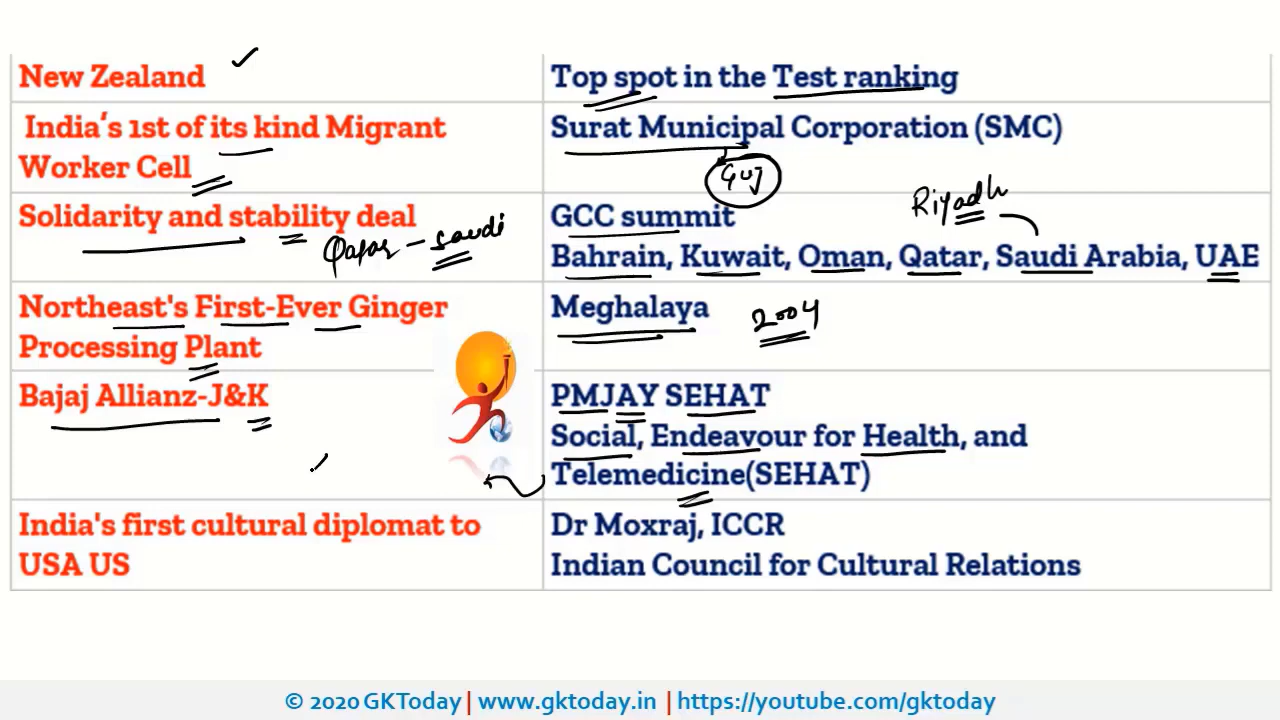 New Zealand
Top spot in the Test ranking
India's 1st of its kind Migrant
Worker Cell
Surat Municipal Corporation (SMC)
Guj
Solidarity and stability deal
Qatar - saudi
Riyadh
GCC summit
Bahrain, Kuwait, Oman, Qatar, Saudi Arabia, UAE
Northeast's First-Ever Ginger
Processing Plant
Meghalaya
2004
Bajaj Allianz-J&K
PMJAY SEHAT
Social, Endeavour for Health, and
Telemedicine(SEHAT)
India's first cultural diplomat to
USA US
Dr Moxraj, ICCR
Indian Council for Cultural Relations
© 2020 GKToday | www.gktoday.in | https://youtube.com/gktoday